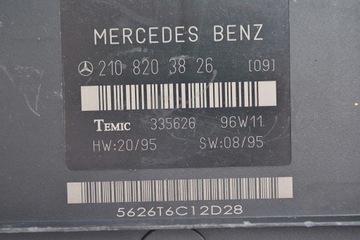 MERCEDES BENZ
210 820 38 26 [09]
TEMIC 335626 96W11
HW:20/95 SW:08/95
5626T6C12D28